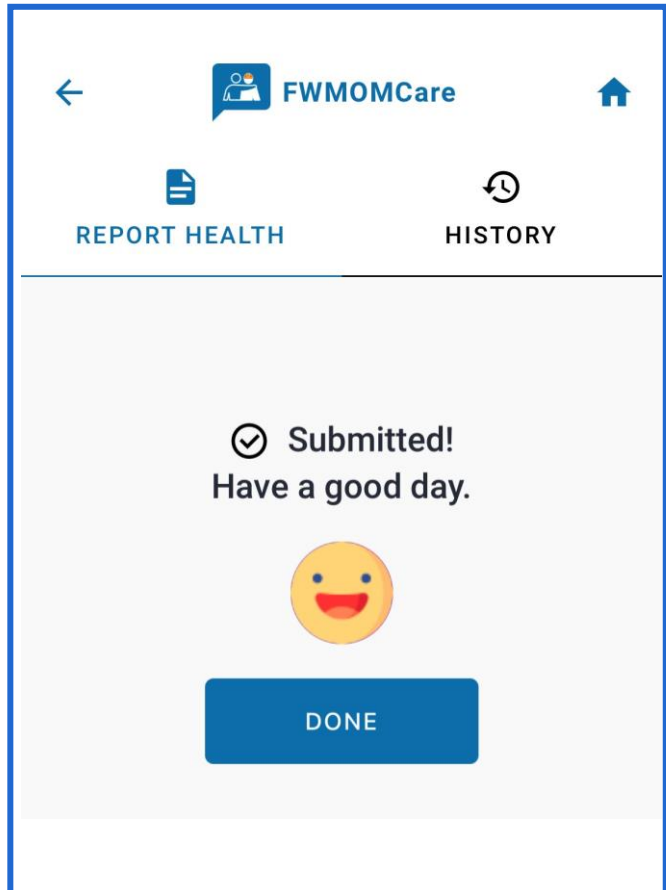 FWMOMCare
REPORT HEALTH
HISTORY
Submitted!
Have a good day.
DONE